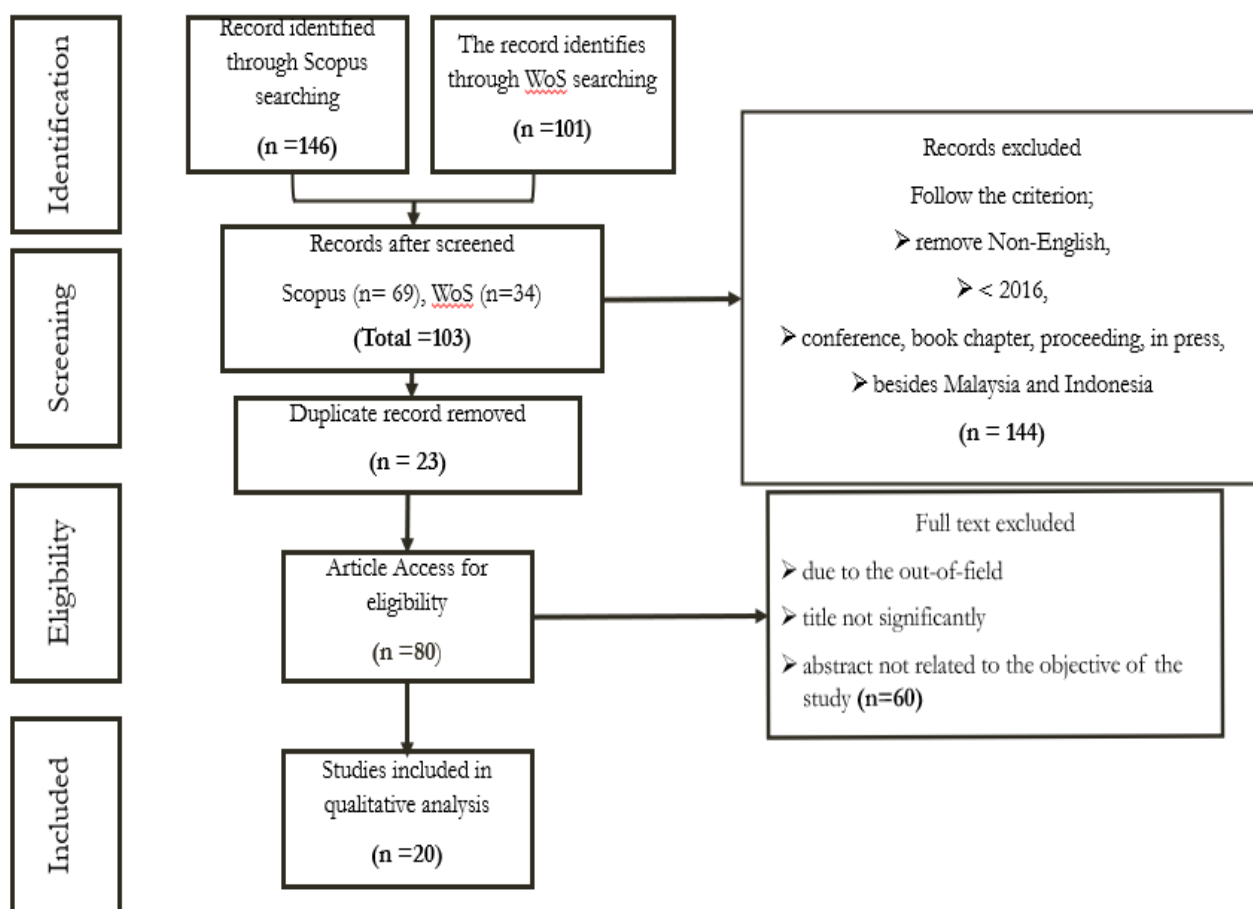 Identification
Record identified
through Scopus
searching
(n =146)
The record identifies
through WoS searching
(n =101)
Records excluded
Follow the criterion;
➢ remove Non-English,
➢ < 2016,
➢ conference, book chapter, proceeding, in press,
➢ besides Malaysia and Indonesia
(n = 144)
Screening
Records after screened
Scopus (n= 69), WoS (n=34)
(Total =103)
Duplicate record removed
(n = 23)
Eligibility
Article Access for
eligibility
(n =80)
Full text excluded
➢ due to the out-of-field
➢ title not significantly
➢ abstract not related to the objective of the
study (n=60)
Included
Studies included in
qualitative analysis
(n =20)